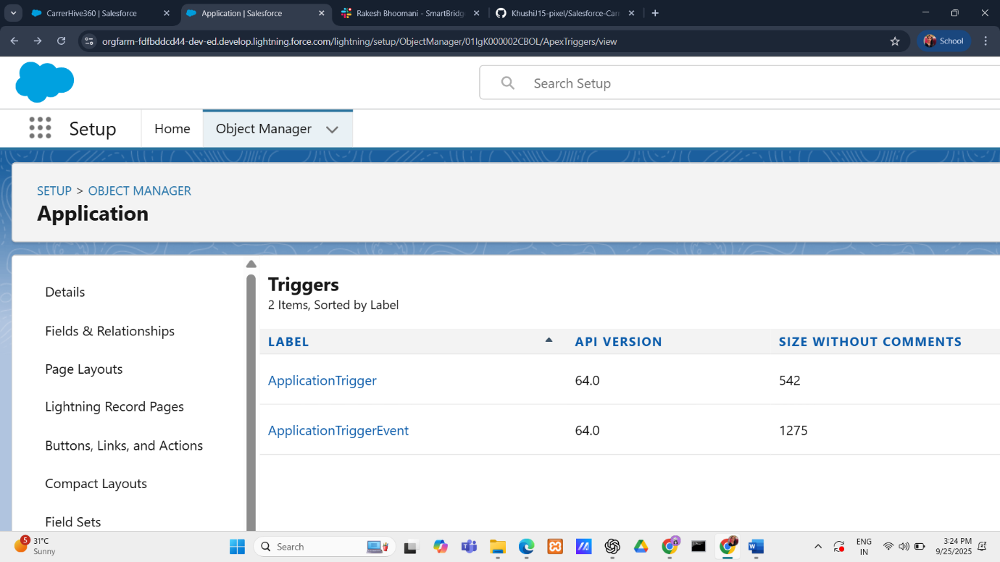 CarrerHive360 | Salesforce
Application | Salesforce
Rakesh Bhoomani - SmartBridg
KhushiJ15-pixel/Salesforce-Carr
orgfarm-fdfbddcd44-dev-ed.develop.lightning.force.com/lightning/setup/ObjectManager/01IgK000002CBOL/ApexTriggers/view
School
Search Setup
Setup
Home
Object Manager
SETUP > OBJECT MANAGER
Application
Details
Fields & Relationships
Page Layouts
Lightning Record Pages
Buttons, Links, and Actions
Compact Layouts
Field Sets
Triggers
2 Items, Sorted by Label
LABEL API VERSION SIZE WITHOUT COMMENTS
ApplicationTrigger 64.0 542
ApplicationTriggerEvent 64.0 1275
5
31°C
Sunny
Search
ENG
IN
3:24 PM
9/25/2025